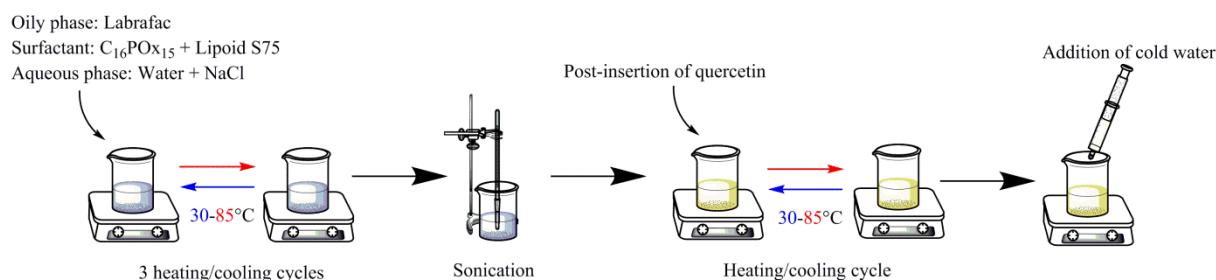 Oily phase: Labrafac
Surfactant: C₁₆POx₁₅ + Lipoid S75
Aqueous phase: Water + NaCl
Post-insertion of quercetin
Addition of cold water
30-85°C
30-85°C
3 heating/cooling cycles
Sonication
Heating/cooling cycle